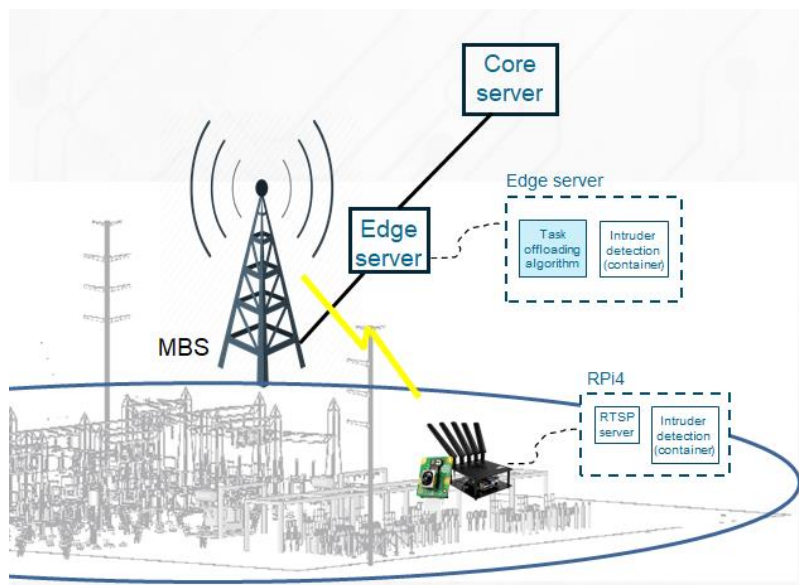 Core
server
Edge server
Edge
server
Task
offloading
algorithm
Intruder
detection
(container)
MBS
RPi4
RTSP
server
Intruder
detection
(container)